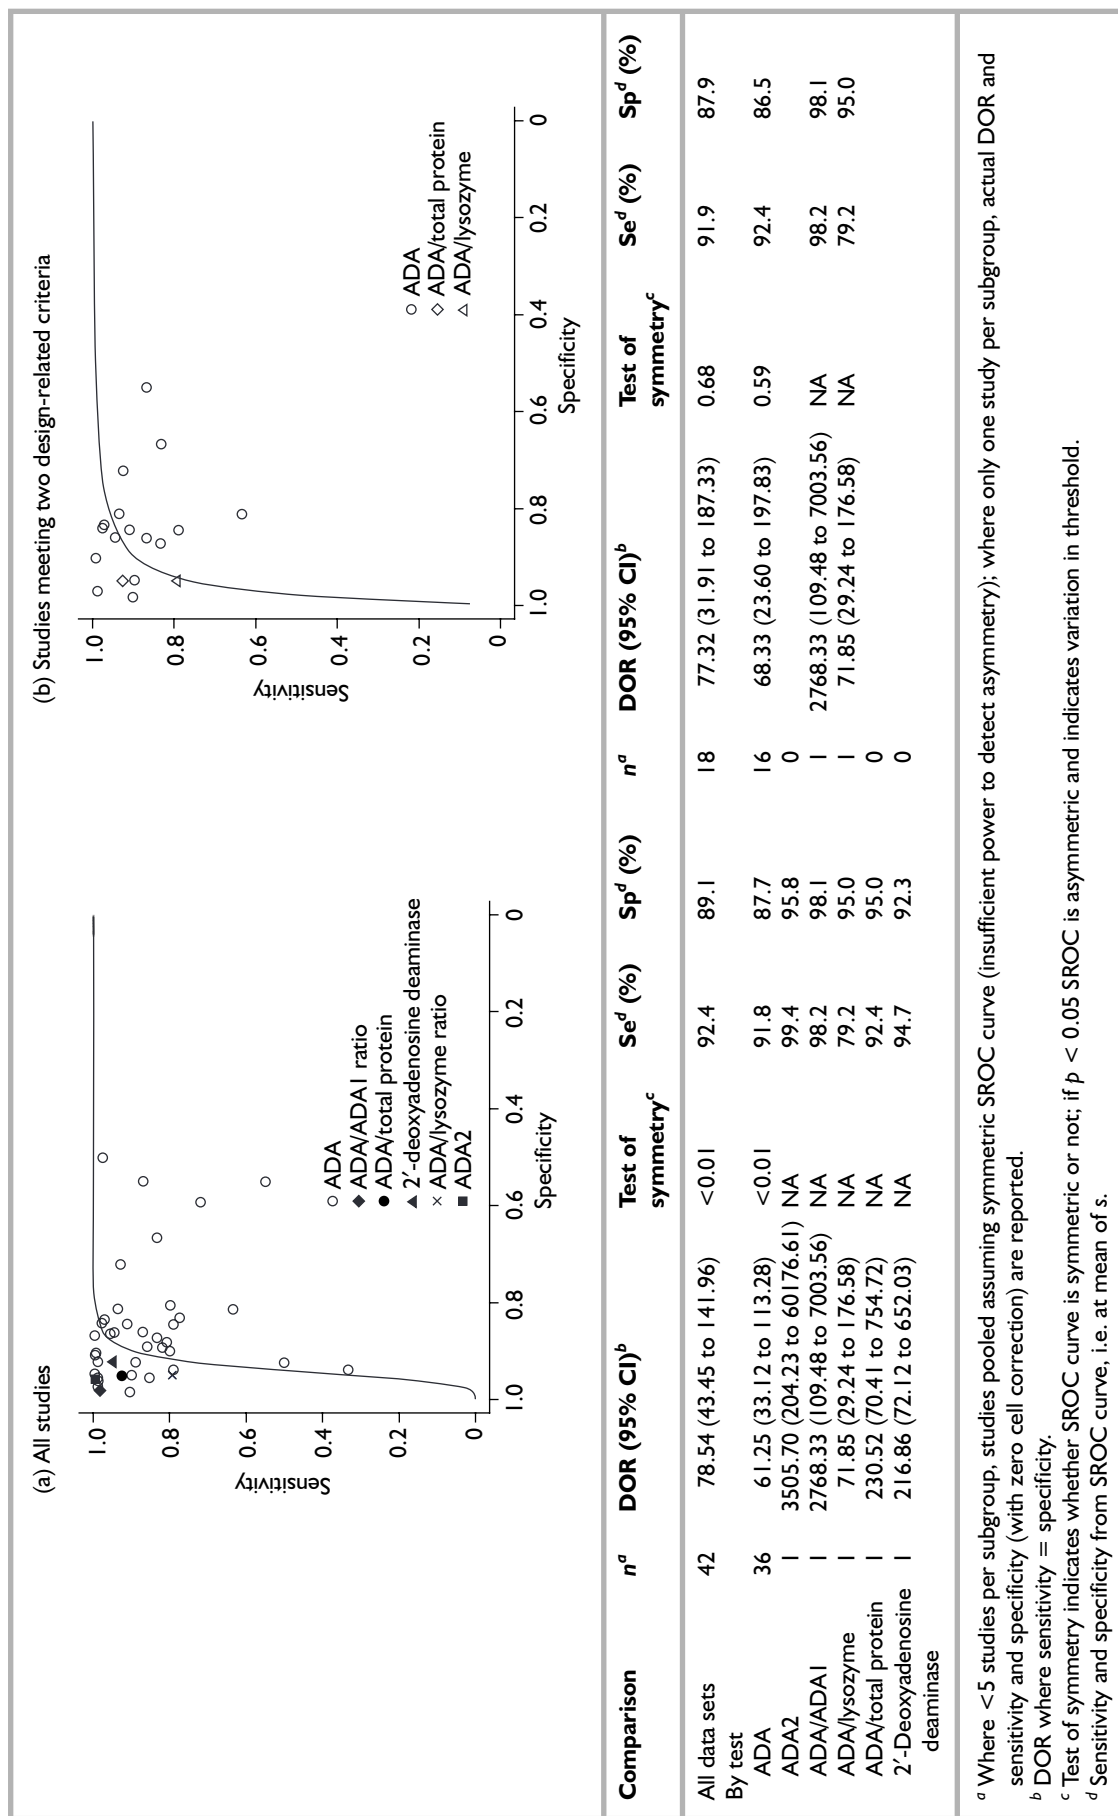 (a) All studies
1.0
0.8
0.6
0.4
0.2
0
Sensitivity
ADA
ADA/ADA1 ratio
ADA/total protein
2′-deoxyadenosine deaminase
ADA/lysozyme ratio
ADA2
1.0
0.8
0.6
0.4
0.2
0
Specificity
(b) Studies meeting two design-related criteria
1.0
0.8
0.6
0.4
0.2
0
Sensitivity
ADA
ADA/total protein
ADA/lysozyme
1.0
0.8
0.6
0.4
0.2
0
Specificity
Comparison nᵃ DOR (95% CI)ᵇ Test of symmetryᶜ Seᵈ (%) Spᵈ (%) nᵃ DOR (95% CI)ᵇ Test of symmetryᶜ Seᵈ (%) Spᵈ (%)
All data sets 42 78.54 (43.45 to 141.96) <0.01 92.4 89.1 18 77.32 (31.91 to 187.33) 0.68 91.9 87.9
By test
ADA 36 61.25 (33.12 to 113.28) <0.01 91.8 87.7 16 68.33 (23.60 to 197.83) 0.59 92.4 86.5
ADA2 1 3505.70 (204.23 to 60176.61) NA 99.4 95.8 0
ADA/ADA1 1 2768.33 (109.48 to 7003.56) NA 98.2 98.1 1 2768.33 (109.48 to 7003.56) NA 98.2 98.1
ADA/lysozyme 1 71.85 (29.24 to 176.58) NA 79.2 95.0 1 71.85 (29.24 to 176.58) NA 79.2 95.0
ADA/total protein 1 230.52 (70.41 to 754.72) NA 92.4 95.0 0
2′-Deoxyadenosine 1 216.86 (72.12 to 652.03) NA 94.7 92.3 0
deaminase
ᵃ Where <5 studies per subgroup, studies pooled assuming symmetric SROC curve (insufficient power to detect asymmetry); where only one study per subgroup, actual DOR and
sensitivity and specificity (with zero cell correction) are reported.
ᵇ DOR where sensitivity = specificity.
ᶜ Test of symmetry indicates whether SROC curve is symmetric or not; if p < 0.05 SROC is asymmetric and indicates variation in threshold.
ᵈ Sensitivity and specificity from SROC curve, i.e. at mean of s.